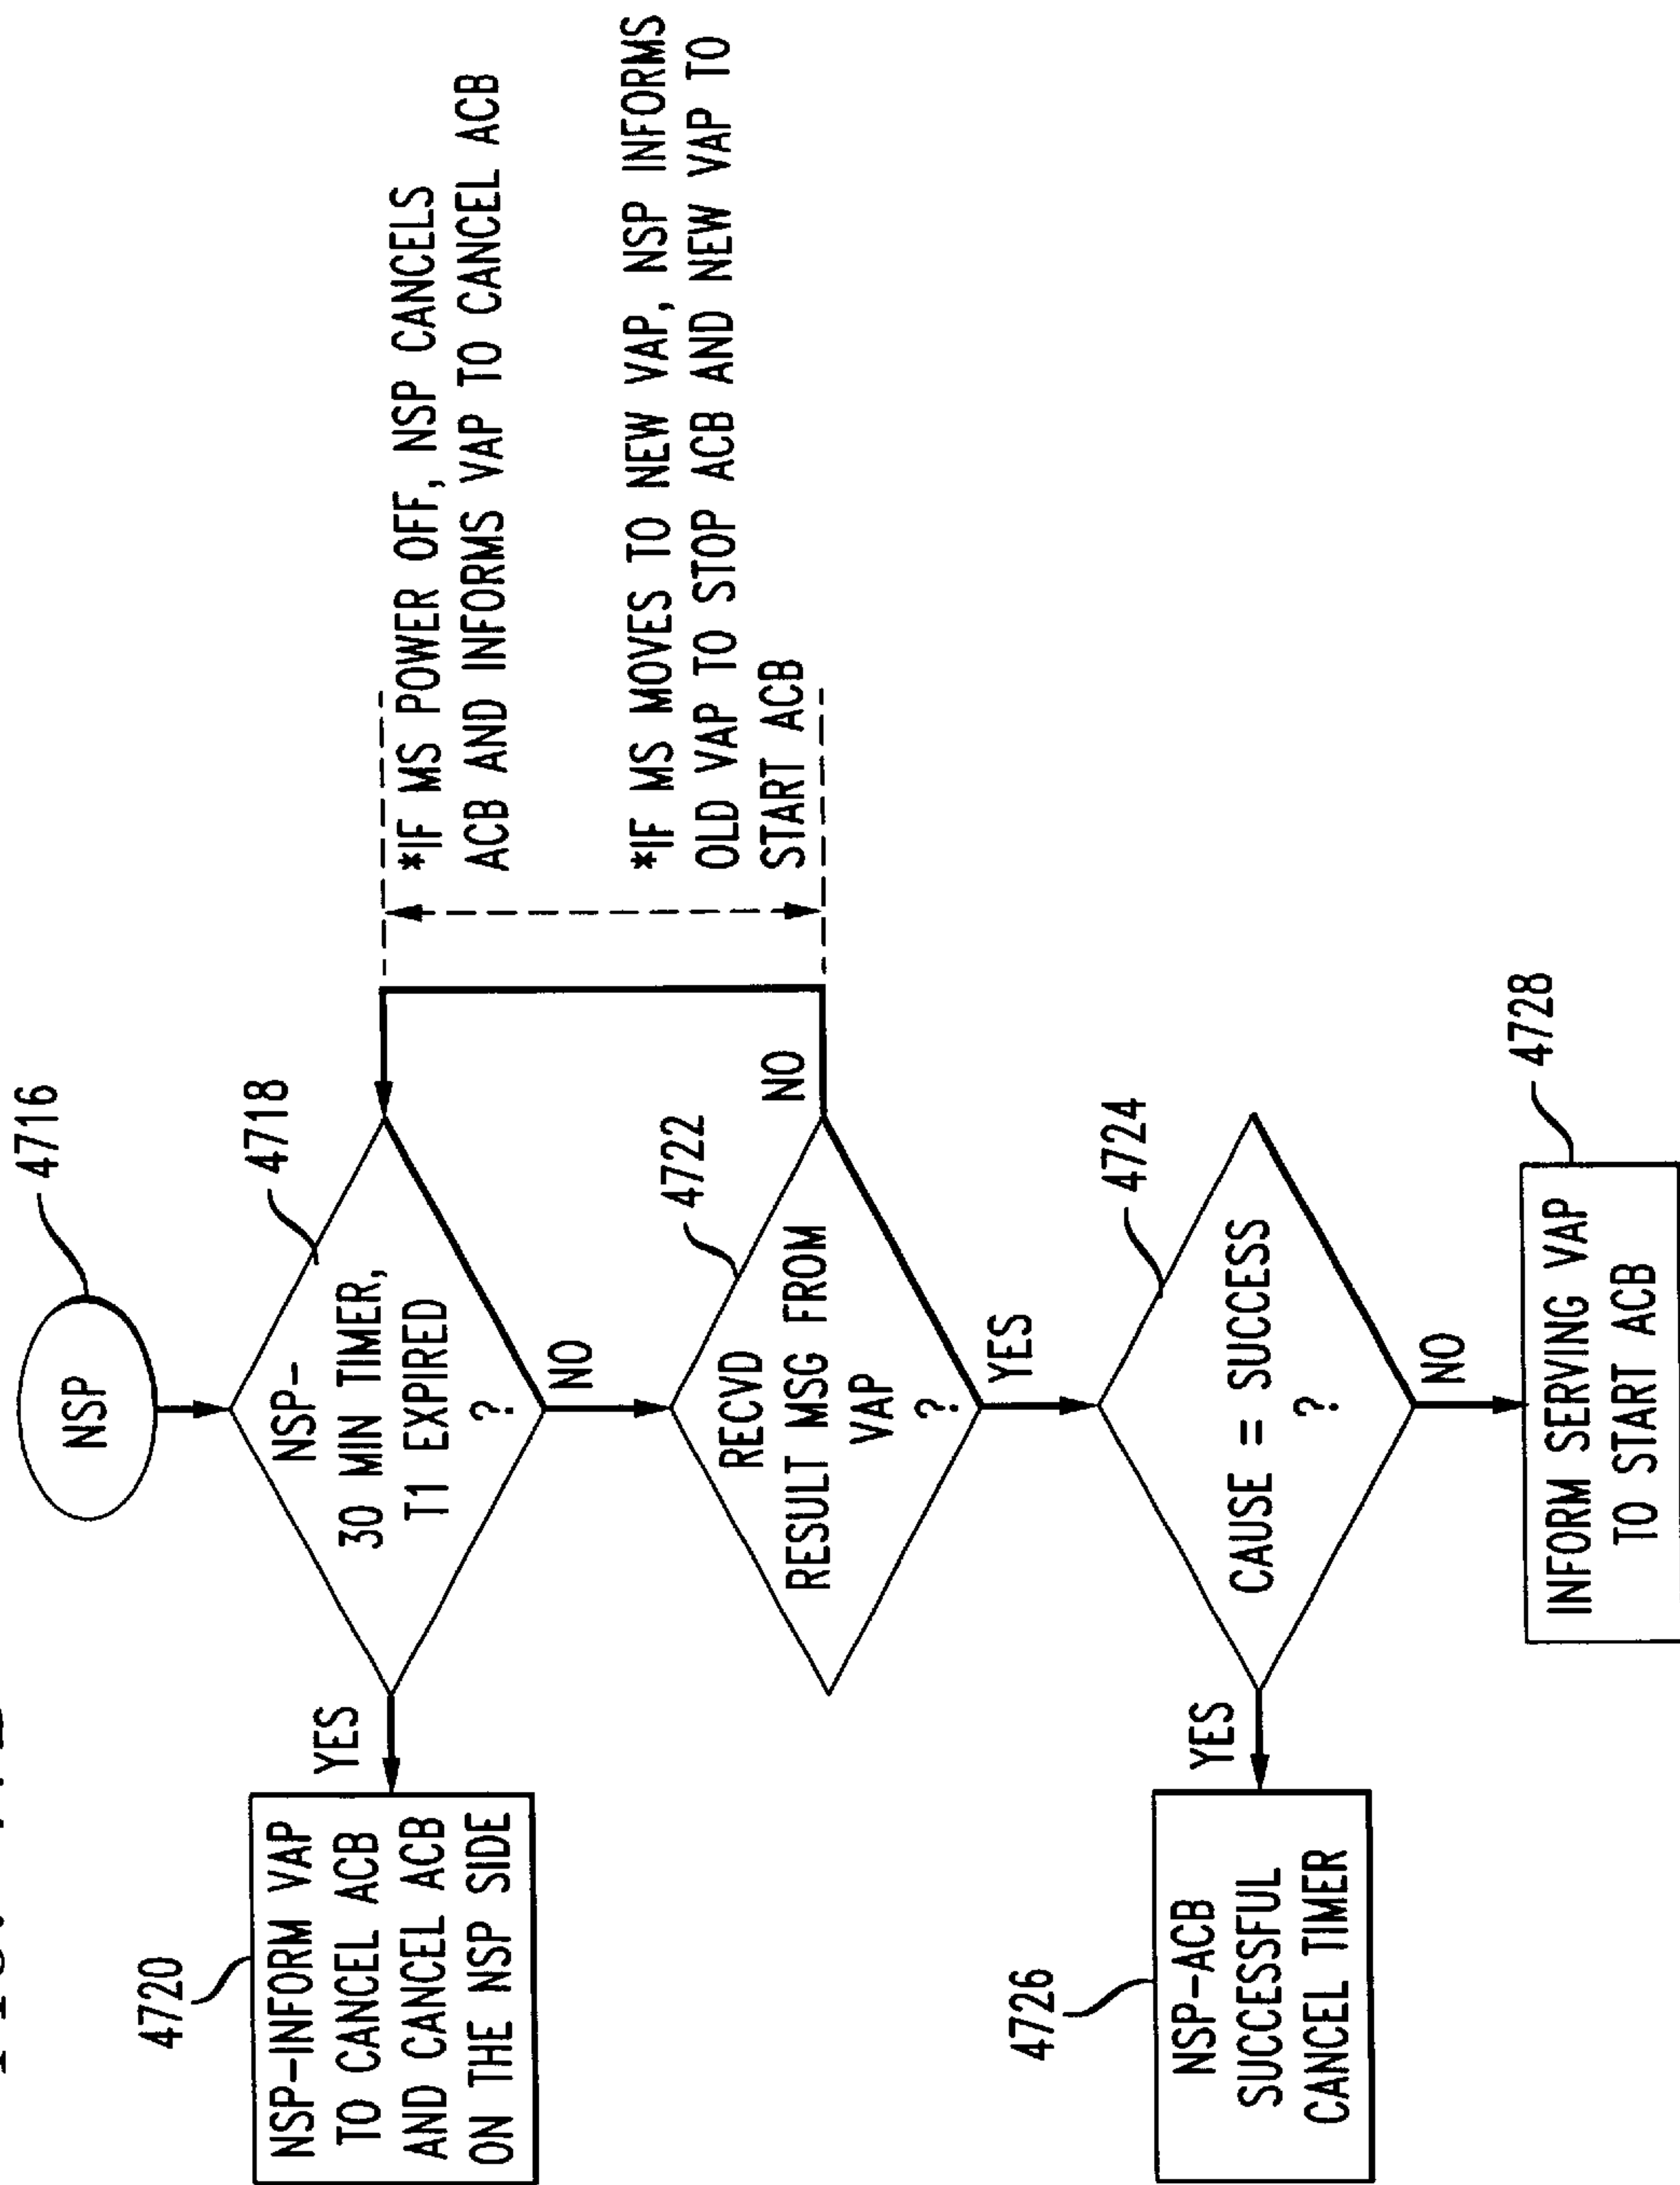 4716
NSP
4718
NSP-
30 MIN TIMER,
T1 EXPIRED
?
YES
NO
4720
NSP-INFORM VAP
TO CANCEL ACB
AND CANCEL ACB
ON THE NSP SIDE
*IF MS POWER OFF, NSP CANCELS
ACB AND INFORMS VAP TO CANCEL ACB
*IF MS MOVES TO NEW VAP, NSP INFORMS
OLD VAP TO STOP ACB AND NEW VAP TO
START ACB
4722
RECVD
RESULT MSG FROM
VAP
?
NO
YES
4724
CAUSE = SUCCESS
?
YES
NO
4726
NSP-ACB
SUCCESSFUL
CANCEL TIMER
4728
INFORM SERVING VAP
TO START ACB